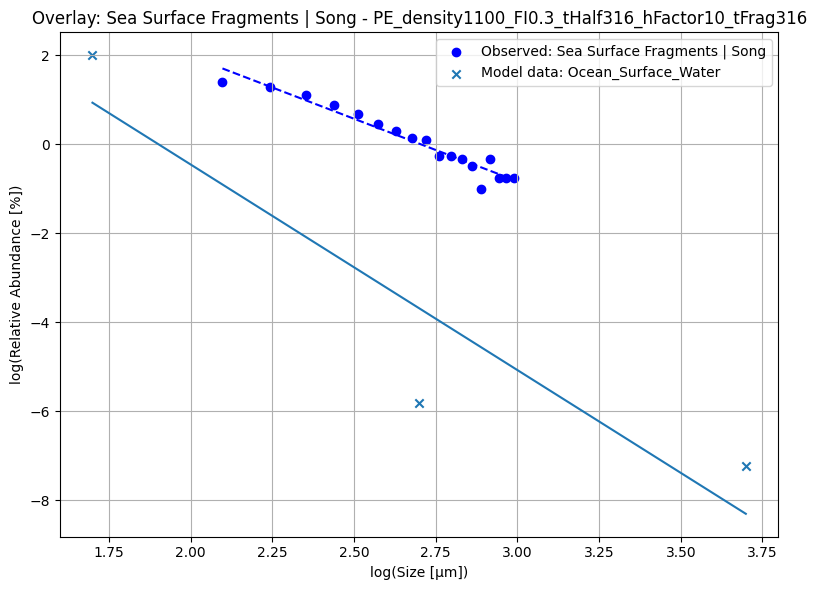 Overlay: Sea Surface Fragments | Song - PE_density1100_FI0.3_tHalf316_hFactor10_tFrag316
Observed: Sea Surface Fragments | Song
Model data: Ocean_Surface_Water
log(Relative Abundance [%])
2
0
−2
−4
−6
−8
1.75 2.00 2.25 2.50 2.75 3.00 3.25 3.50 3.75
log(Size [μm])